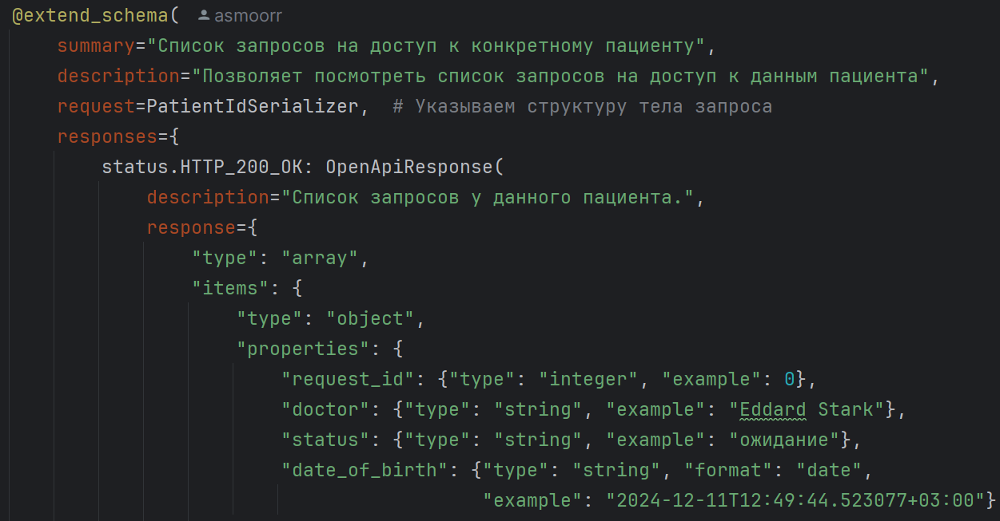 @extend_schema( asmoorr
summary="Список запросов на доступ к конкретному пациенту",
description="Позволяет посмотреть список запросов на доступ к данным пациента",
request=PatientIdSerializer,  # Указываем структуру тела запроса
responses={
status.HTTP_200_OK: OpenApiResponse(
description="Список запросов у данного пациента.",
response={
"type": "array",
"items": {
"type": "object",
"properties": {
"request_id": {"type": "integer", "example": 0},
"doctor": {"type": "string", "example": "Eddard Stark"},
"status": {"type": "string", "example": "ожидание"},
"date_of_birth": {"type": "string", "format": "date",
"example": "2024-12-11T12:49:44.523077+03:00"}